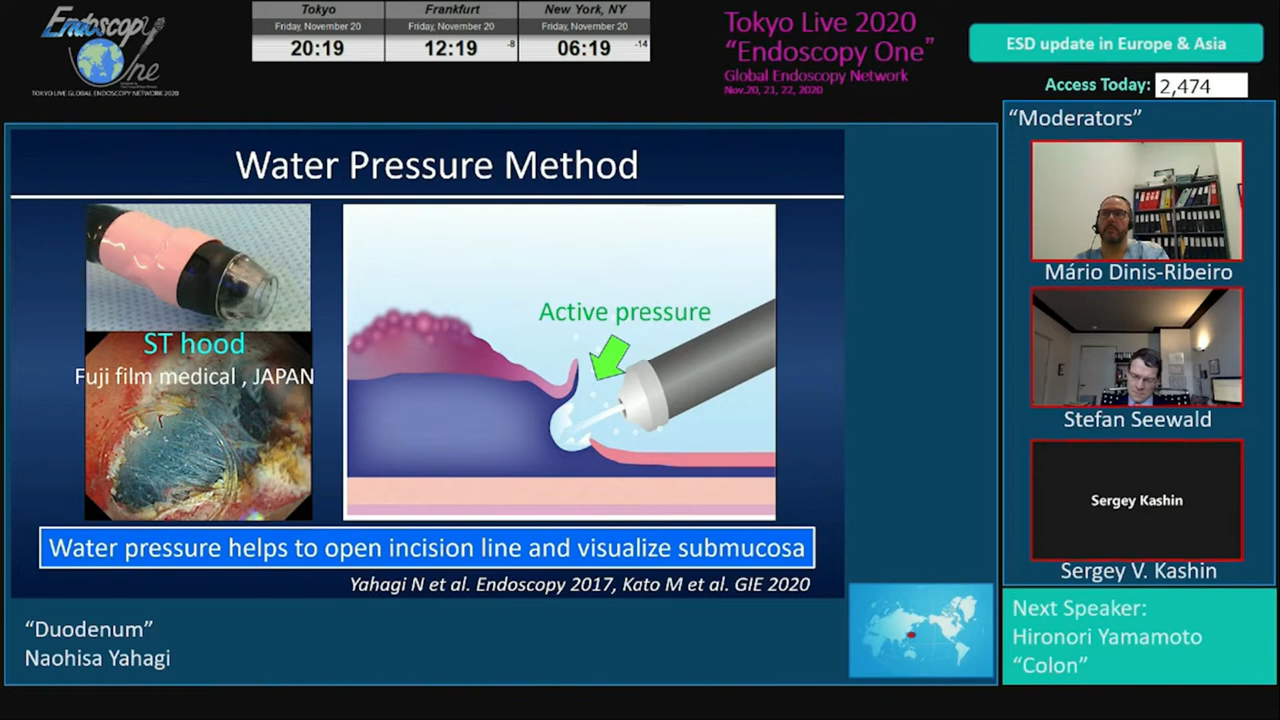 Endoscopy
One
TOKYO LIVE GLOBAL ENDOSCOPY NETWORK 2020
Tokyo
Friday, November 20
20:19
Frankfurt
Friday, November 20
12:19 -8
New York, NY
Friday, November 20
06:19 -14
Tokyo Live 2020
“Endoscopy One”
Global Endoscopy Network
Nov.20, 21, 22, 2020
ESD update in Europe & Asia
Access Today: 2,474
Water Pressure Method
ST hood
Fuji film medical , JAPAN
Active pressure
Water pressure helps to open incision line and visualize submucosa
Yahagi N et al. Endoscopy 2017, Kato M et al. GIE 2020
“Duodenum”
Naohisa Yahagi
“Moderators”
Mário Dinis-Ribeiro
Stefan Seewald
Sergey Kashin
Sergey V. Kashin
Next Speaker:
Hironori Yamamoto
“Colon”